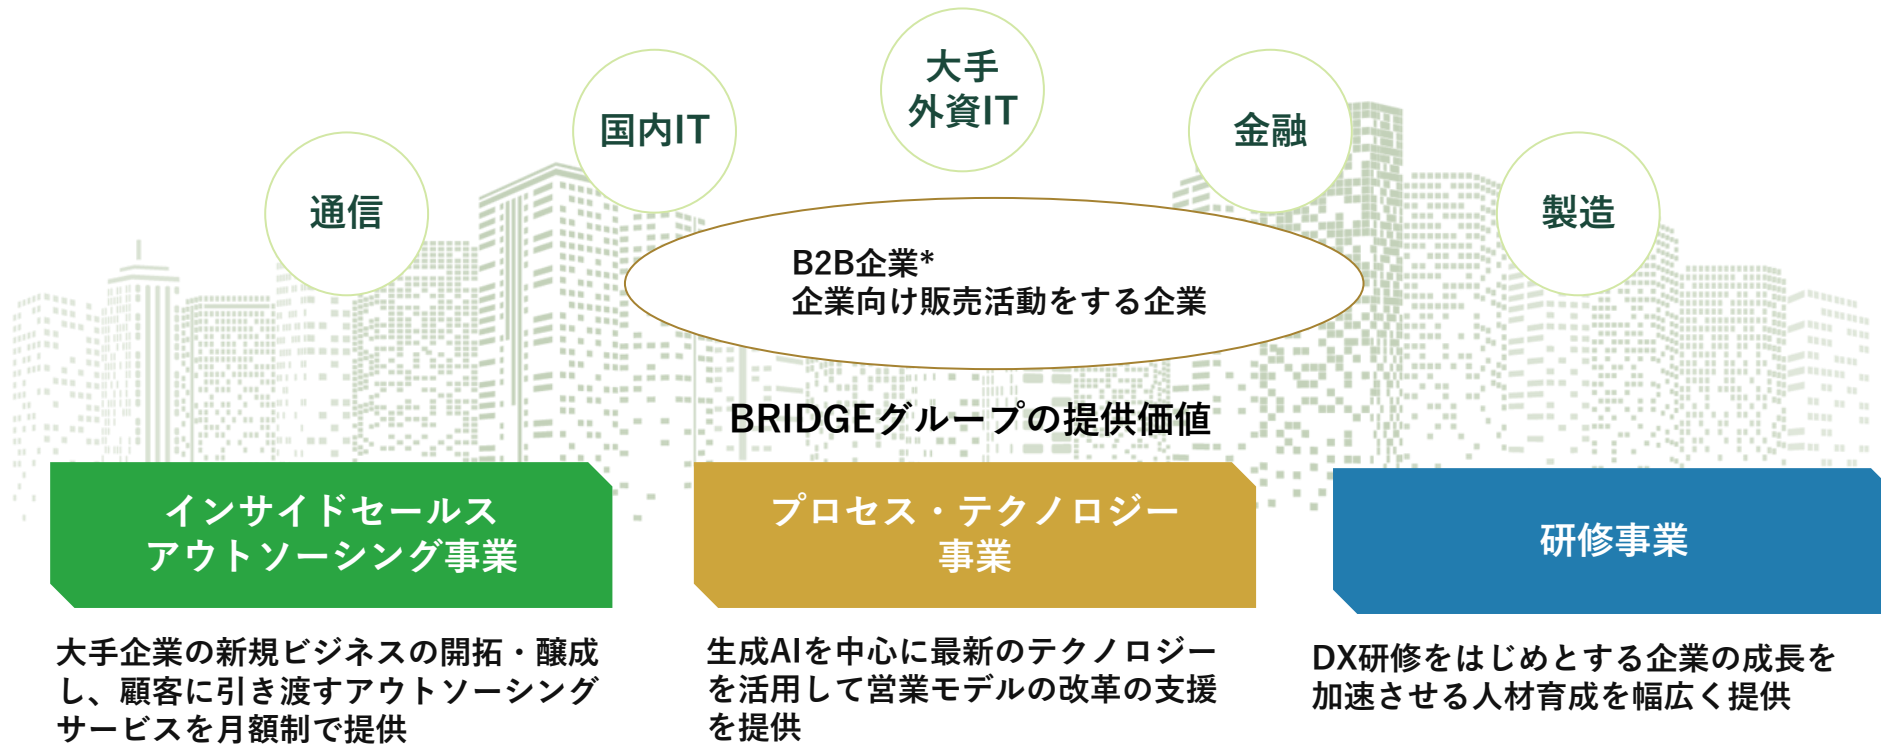 大手
外資IT
国内IT
金融
通信
製造
B2B企業*
企業向け販売活動をする企業
BRIDGEグループの提供価値
インサイドセールス
アウトソーシング事業
大手企業の新規ビジネスの開拓・醸成
し、顧客に引き渡すアウトソーシング
サービスを月額制で提供
プロセス・テクノロジー
事業
生成AIを中心に最新のテクノロジー
を活用して営業モデルの改革の支援
を提供
研修事業
DX研修をはじめとする企業の成長を
加速させる人材育成を幅広く提供